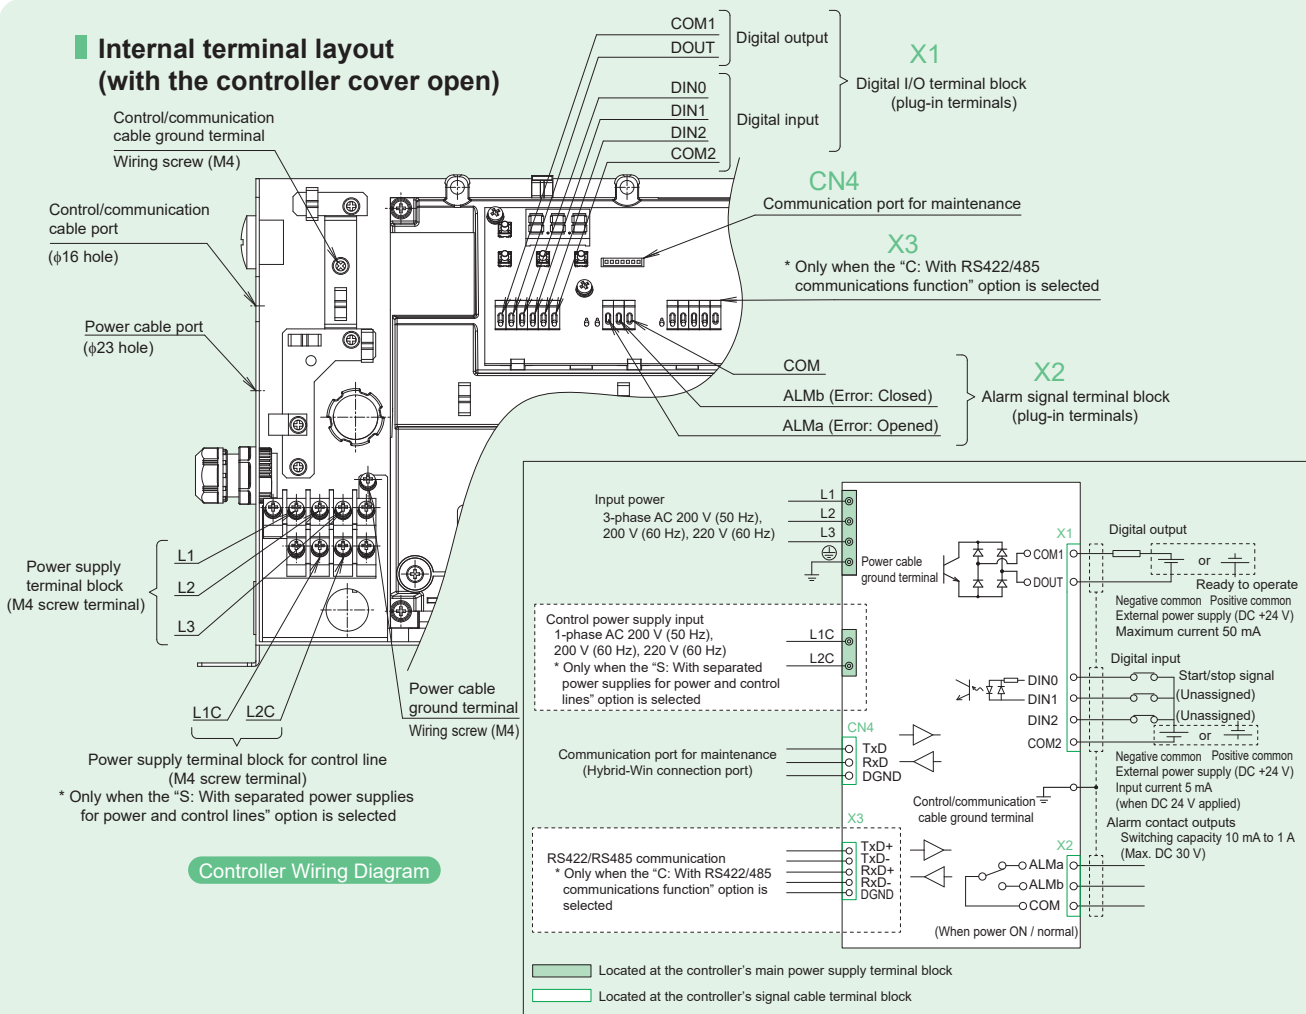 Internal terminal layout
(with the controller cover open)
Control/communication
cable ground terminal
Wiring screw (M4)
Control/communication
cable port
(ϕ16 hole)
Power cable port
(ϕ23 hole)
COM1
DOUT
Digital output
DIN0
DIN1
DIN2
COM2
Digital input
X1
Digital I/O terminal block
(plug-in terminals)
CN4
Communication port for maintenance
X3
* Only when the “C: With RS422/485
communications function” option is selected
COM
ALMb (Error: Closed)
ALMa (Error: Opened)
X2
Alarm signal terminal block
(plug-in terminals)
Power supply
terminal block
(M4 screw terminal)
L1
L2
L3
L1C
L2C
Power supply terminal block for control line
(M4 screw terminal)
* Only when the “S: With separated power supplies
for power and control lines” option is selected
Power cable
ground terminal
Wiring screw (M4)
Controller Wiring Diagram
Input power
3-phase AC 200 V (50 Hz),
200 V (60 Hz), 220 V (60 Hz)
L1
L2
L3
Power cable
ground terminal
Control power supply input
1-phase AC 200 V (50 Hz),
200 V (60 Hz), 220 V (60 Hz)
* Only when the “S: With separated
power supplies for power and control
lines” option is selected
L1C
L2C
CN4
Communication port for maintenance
(Hybrid-Win connection port)
TxD
RxD
DGND
X3
RS422/RS485 communication
* Only when the “C: With RS422/485
communications function” option is
selected
TxD+
TxD-
RxD+
RxD-
DGND
X1
COM1
DOUT
Digital output
or
Ready to operate
Negative common Positive common
External power supply (DC +24 V)
Maximum current 50 mA
Digital input
DIN0
DIN1
DIN2
COM2
Start/stop signal
(Unassigned)
(Unassigned)
or
Negative common Positive common
External power supply (DC +24 V)
Input current 5 mA
(when DC 24 V applied)
Control/communication
cable ground terminal
Alarm contact outputs
Switching capacity 10 mA to 1 A
(Max. DC 30 V)
X2
ALMa
ALMb
COM
(When power ON / normal)
Located at the controller’s main power supply terminal block
Located at the controller’s signal cable terminal block